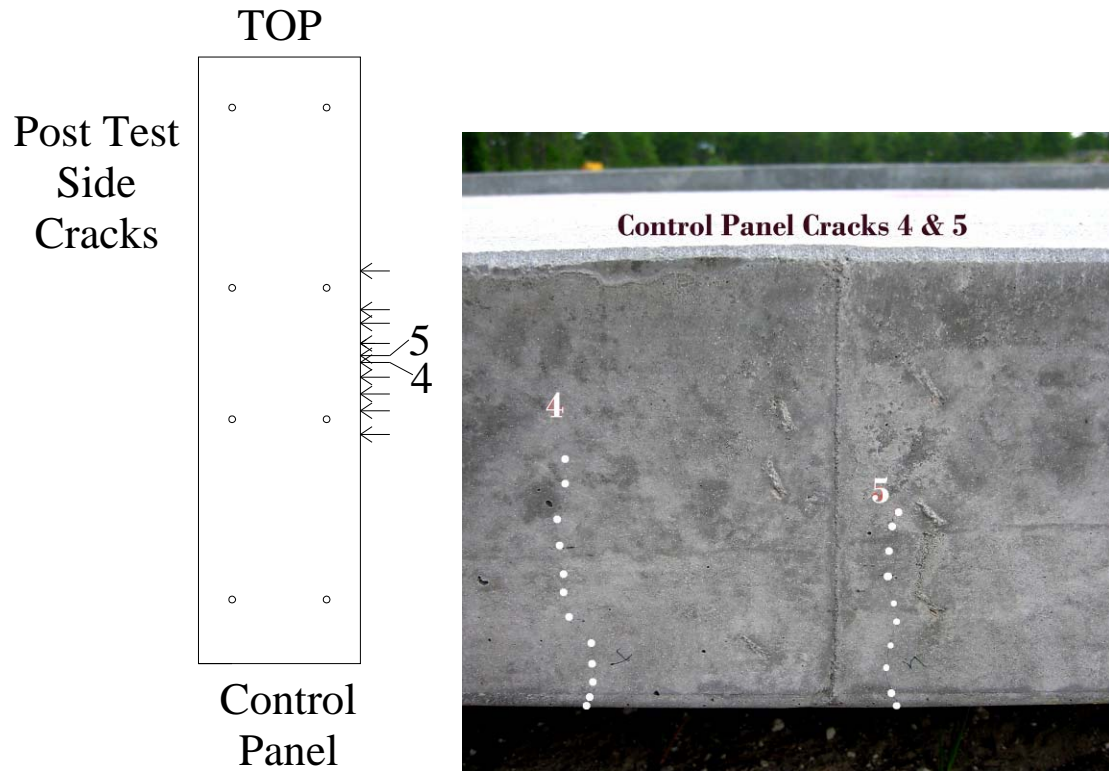 TOP
Post Test
Side
Cracks
5
4
Control
Panel
Control Panel Cracks 4 & 5
4
5